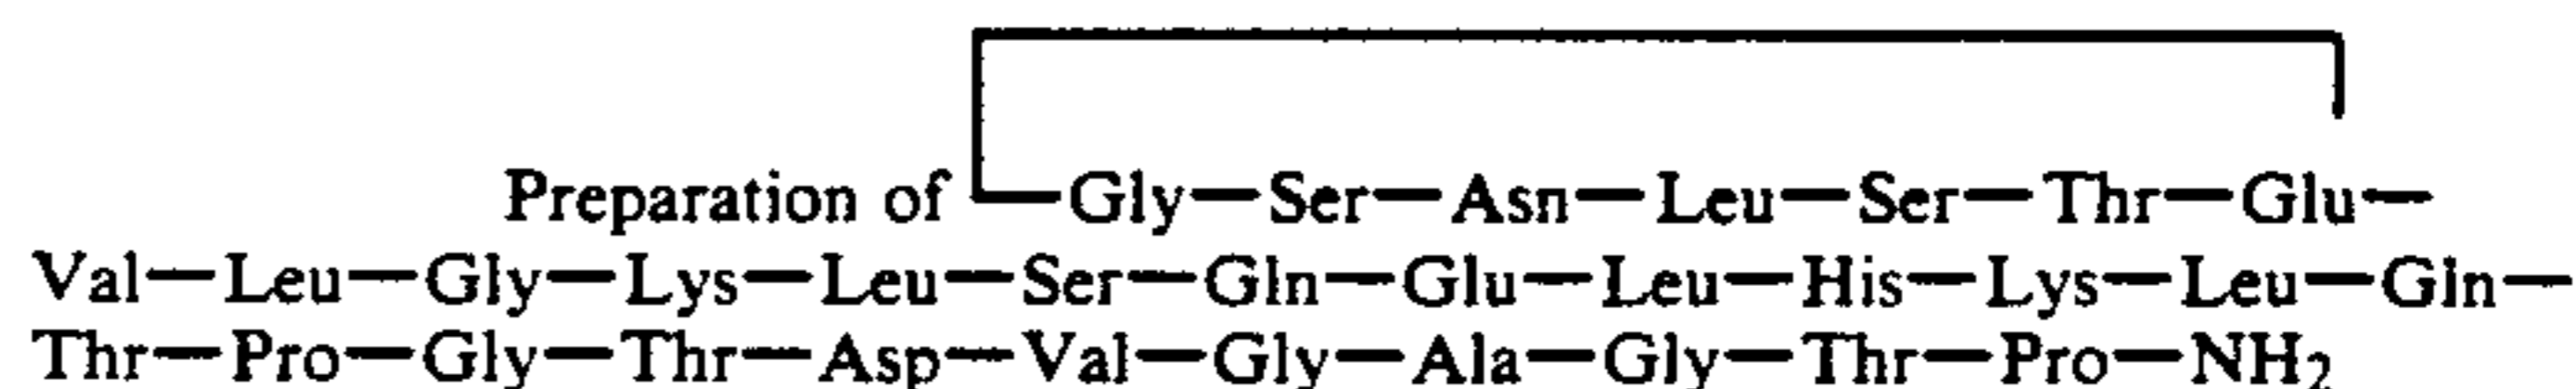 Preparation of Gly—Ser—Asn—Leu—Ser—Thr—Glu—
Val—Leu—Gly—Lys—Leu—Ser—Gln—Glu—Leu—His—Lys—Leu—Gln—
Thr—Pro—Gly—Thr—Asp—Val—Gly—Ala—Gly—Thr—Pro—NH₂